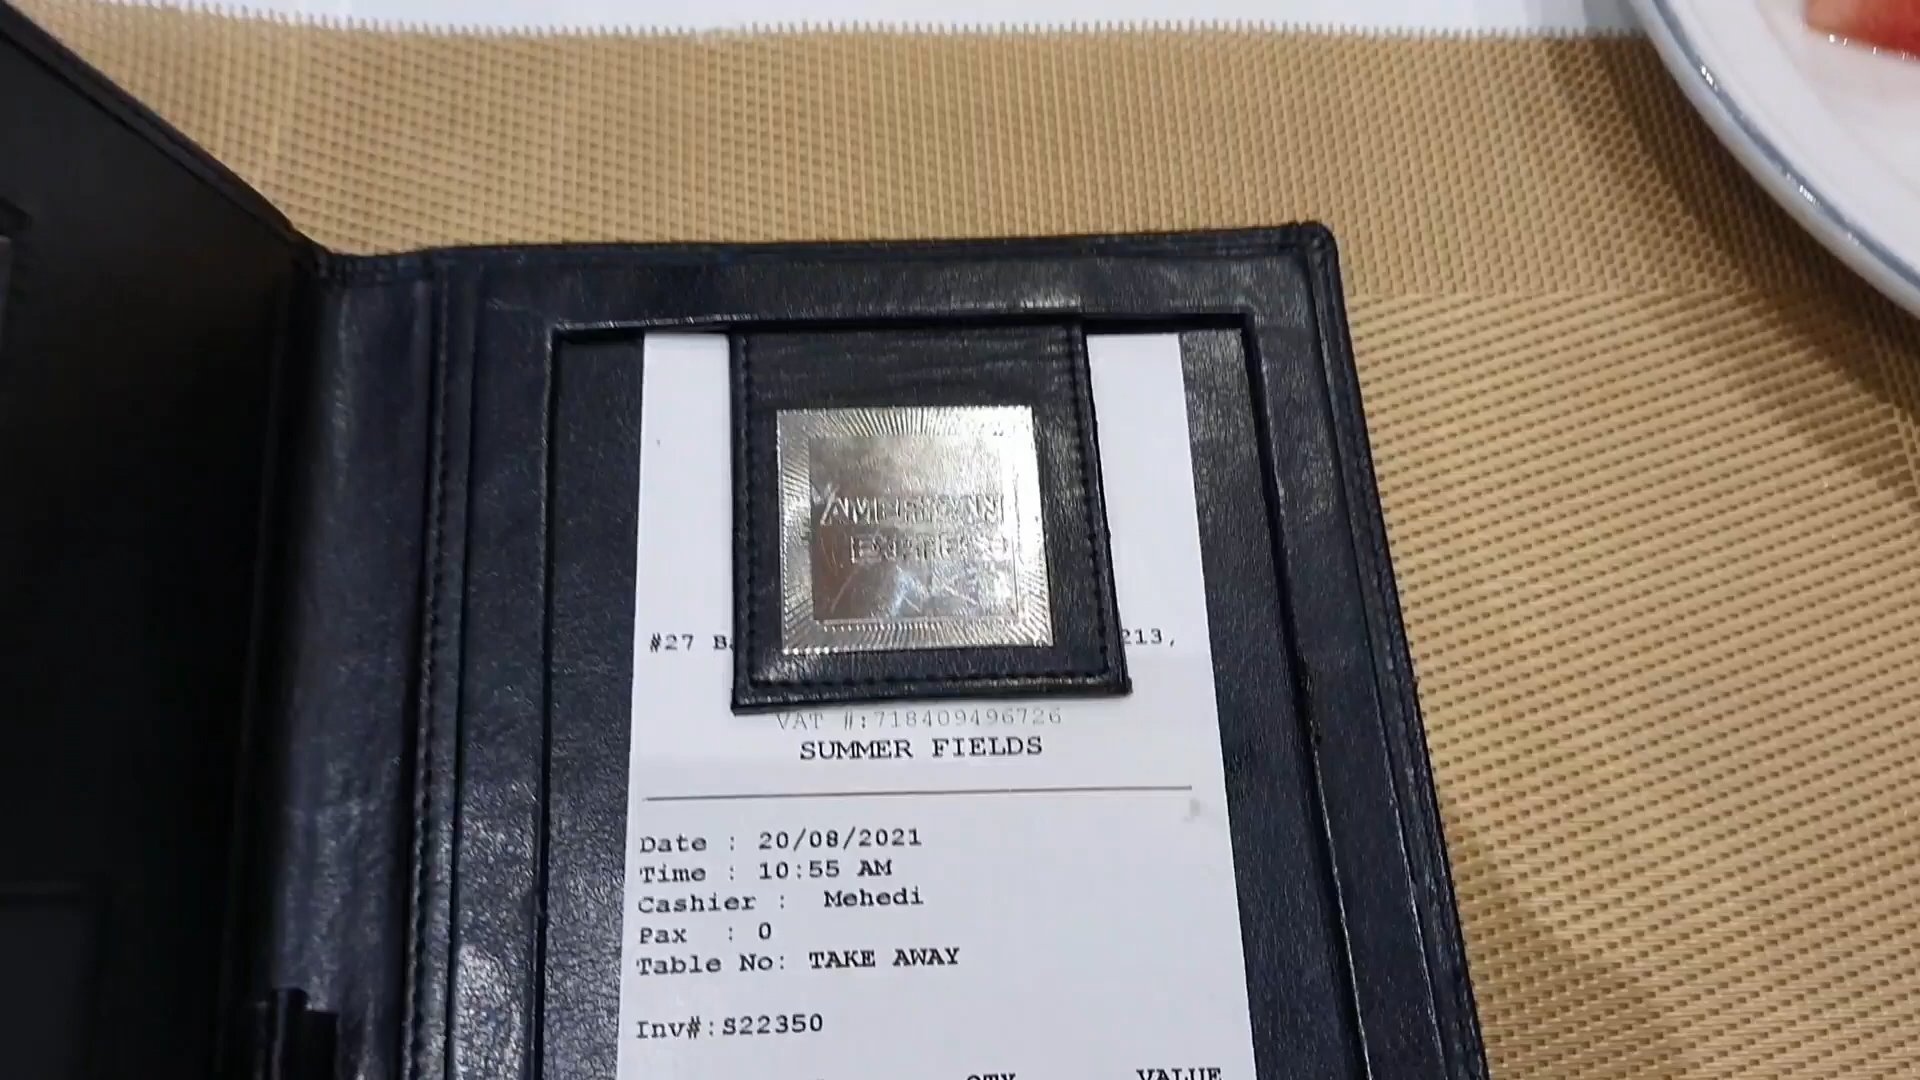 AMERICAN
EXPRESS
#27
213,
VAT #:718409496726
SUMMER FIELDS
Date : 20/08/2021
Time : 10:55 AM
Cashier : Mehedi
Pax : 0
Table No: TAKE AWAY
Inv#:S22350
QTY VALUE